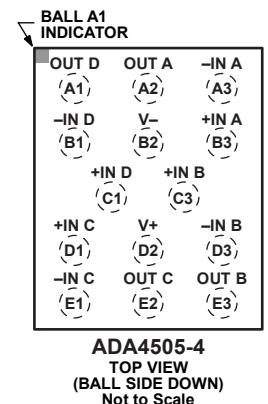 BALL A1
INDICATOR
OUT D OUT A –IN A
A1 A2 A3
–IN D V– +IN A
B1 B2 B3
+IN D +IN B
C1 C3
+IN C V+ –IN B
D1 D2 D3
–IN C OUT C OUT B
E1 E2 E3
ADA4505-4
TOP VIEW
(BALL SIDE DOWN)
Not to Scale